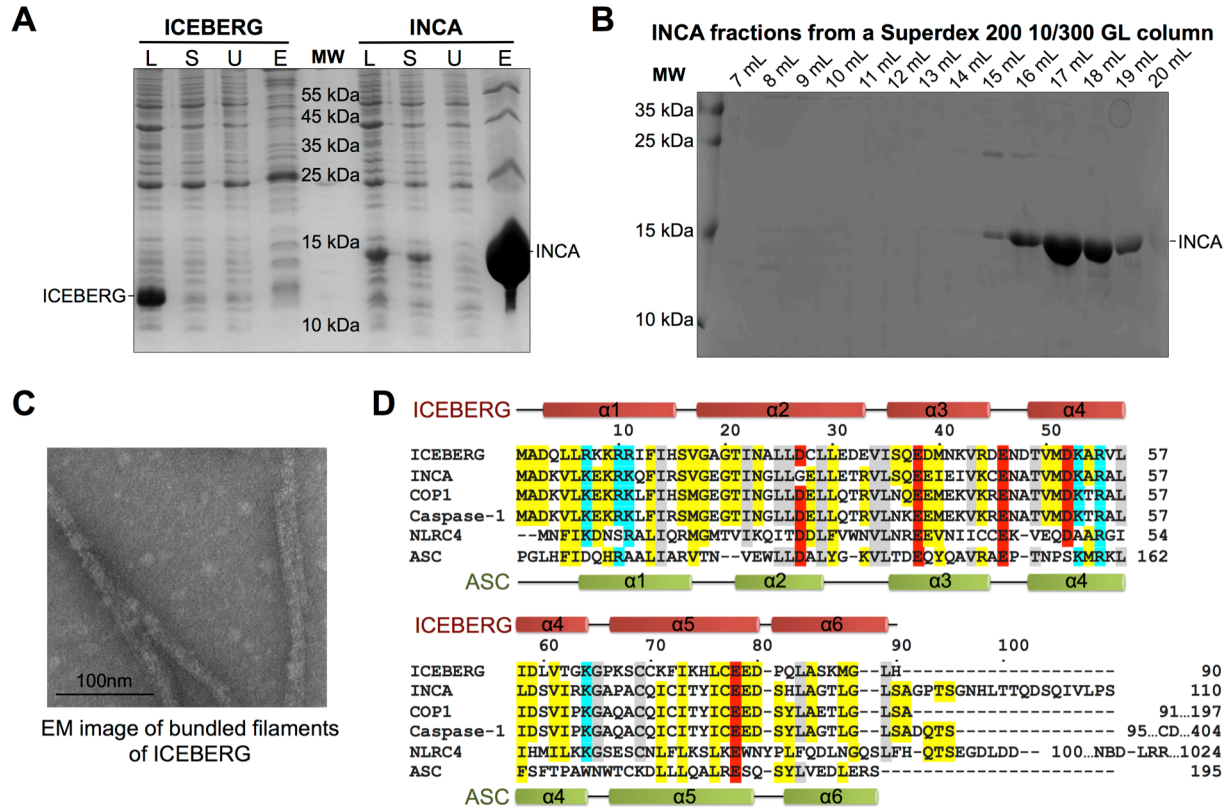 A
ICEBERG INCA
L S U E MW L S U E
55 kDa
45 kDa
35 kDa
25 kDa
15 kDa
10 kDa
ICEBERG
INCA
B
INCA fractions from a Superdex 200 10/300 GL column
MW 7 mL 8 mL 9 mL 10 mL 11 mL 12 mL 13 mL 14 mL 15 mL 16 mL 17 mL 18 mL 19 mL 20 mL
35 kDa
25 kDa
15 kDa
10 kDa
INCA
C
100nm
EM image of bundled filaments
of ICEBERG
D
ICEBERG α1 α2 α3 α4
10 20 30 40 50
ICEBERG MADQLLRKKRRIFIHSVGAGTINALLDCLLEDEVISQEDMNKVRDENDTVMDKARVL 57
INCA MADKVLKEKRKQFIRSVGEGTINGLLGELLETRVLSQEEIEIVKCENATVMDKARAL 57
COP1 MADKVLKEKRKLFIHSMGEGTINGLLDELLQTRVLNQEEMEKVKRENATVMDKTRAL 57
Caspase-1 MADKVLKEKRKLFIRSMGEGTINGLLDELLQTRVLNKEEMEKVKRENATVMDKTRAL 57
NLRC4 --MNFIKDNSRALIQRMGMTVIKQITDDLFVWNVLNREEVNIICCEK-VEQDAARGI 54
ASC PGLHFIDQHRAALIARVTN--VEWLLDALYG-KVLTDEQYQAVRAEP-TNPSKMRKL 162
ASC α1 α2 α3 α4
ICEBERG α4 α5 α6
60 70 80 90 100
ICEBERG IDLVTGKGPKSCCKFIKHLCEED-PQLASKMG--LH--------------------- 90
INCA LDSVIRKGAPACQICITYICEEDSHLAGTLG--LSAGPTSGNHLTTQDSQIVLPS 110
COP1 IDSVIPKGAQACQICITYICEED-SYLAETLG--LSA-------------------- 91...197
Caspase-1 IDSVIPKGAQACQICITYICEEDSYLAGTLG--LSADQTS---------------- 95...CD...404
NLRC4 IHMILKKGSESCNLFLKSLKEWNYPLFQDLNGQSLFH-QTSEGDLDD-- 100...NBD-LRR...1024
ASC FSFTPAWNWTCKDLLLQALRESQ-SYLVEDLERS----------------------- 195
ASC α4 α5 α6